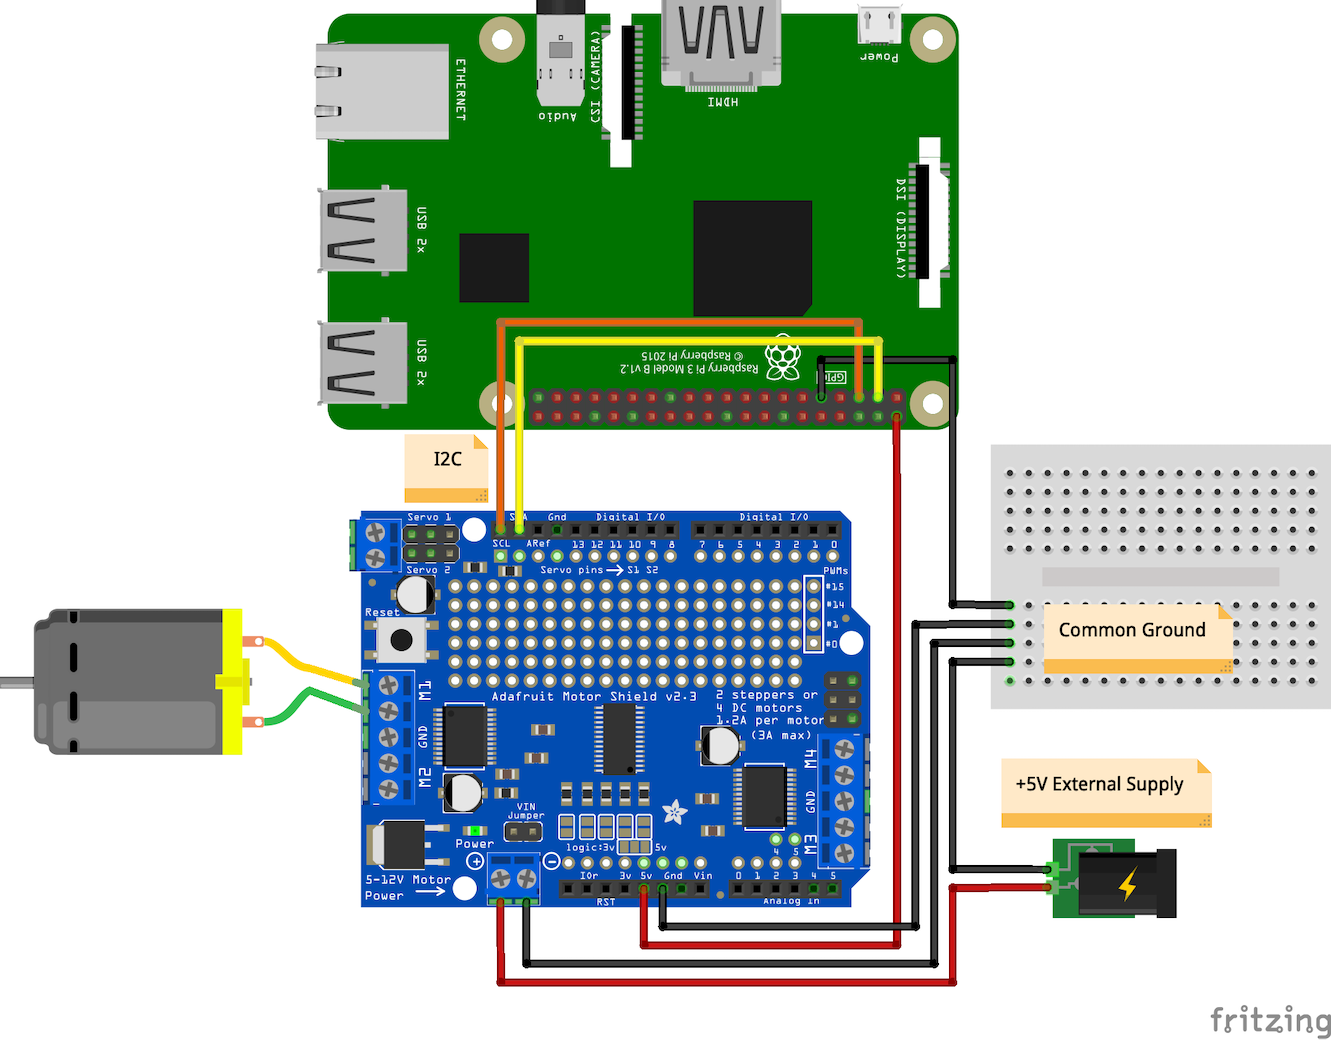 ETHERNET
Audio
CSI (CAMERA)
HDMI
Power
DSI (DISPLAY)
USB 2x
USB 2x
Raspberry Pi 3 Model B v1.2
© Raspberry Pi 2015
GPIO
I2C
Servo 1
Gnd
Digital I/O
Digital I/O
SCL
ARef
13 12 11 10 9 8
7 6 5 4 3 2 1 0
Servo 2
Servo pins → S1 S2
PWMs
#15
#14
#1
#0
Reset
Common Ground
M1
GND
M2
Adafruit Motor Shield v2.3
2 steppers or
4 DC motors
1.2A per motor
(3A max)
M4
GND
M3
VIN
Jumper
Power
logic:3v
5v
4 5
+
−
5-12V Motor
Power →
IOr
3v 5v Gnd Vin
0 1 2 3 4 5
RST
Analog In
+5V External Supply
fritzing